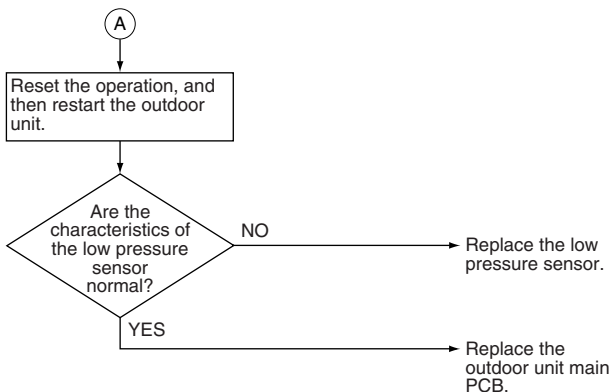 A
Reset the operation, and
then restart the outdoor
unit.
Are the
characteristics of
the low pressure
sensor
normal?
NO
Replace the low
pressure sensor.
YES
Replace the
outdoor unit main
PCB.